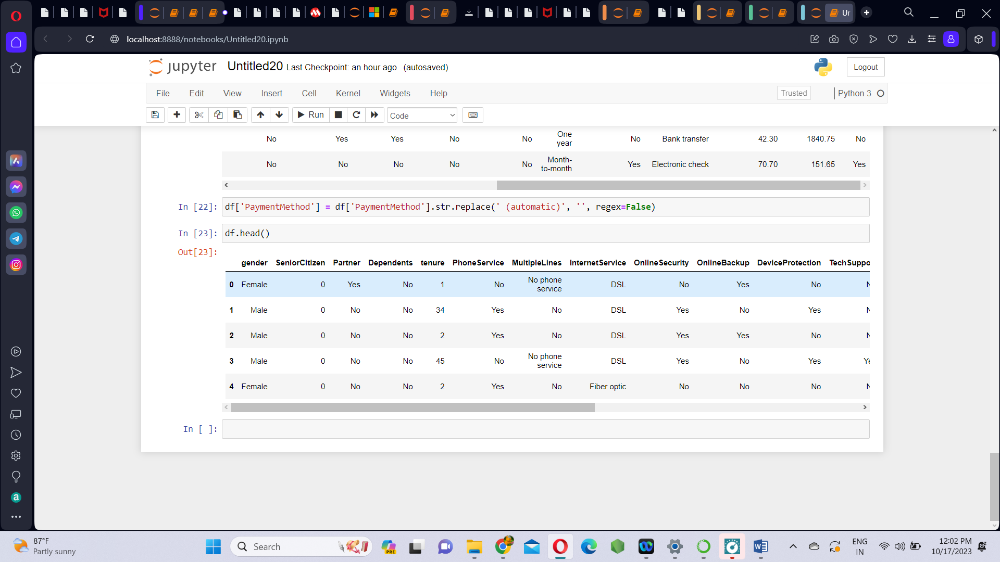 Ur
localhost:8888/notebooks/Untitled20.ipynb
jupyter Untitled20 Last Checkpoint: an hour ago (autosaved)
Logout
File Edit View Insert Cell Kernel Widgets Help
Trusted
Python 3
Run
Code
No Yes Yes No No One year No Bank transfer 42.30 1840.75 No
No No No No No Month-to-month Yes Electronic check 70.70 151.65 Yes
In [22]: df['PaymentMethod'] = df['PaymentMethod'].str.replace(' (automatic)', '', regex=False)
In [23]: df.head()
Out[23]:
gender SeniorCitizen Partner Dependents tenure PhoneService MultipleLines InternetService OnlineSecurity OnlineBackup DeviceProtection TechSuppo
0 Female 0 Yes No 1 No No phone service DSL No Yes No N
1 Male 0 No No 34 Yes No DSL Yes No Yes N
2 Male 0 No No 2 Yes No DSL Yes Yes No N
3 Male 0 No No 45 No No phone service DSL Yes No Yes Ye
4 Female 0 No No 2 Yes No Fiber optic No No No N
In [ ]:
87°F
Partly sunny
Search
PRE
ENG
IN
12:02 PM
10/17/2023